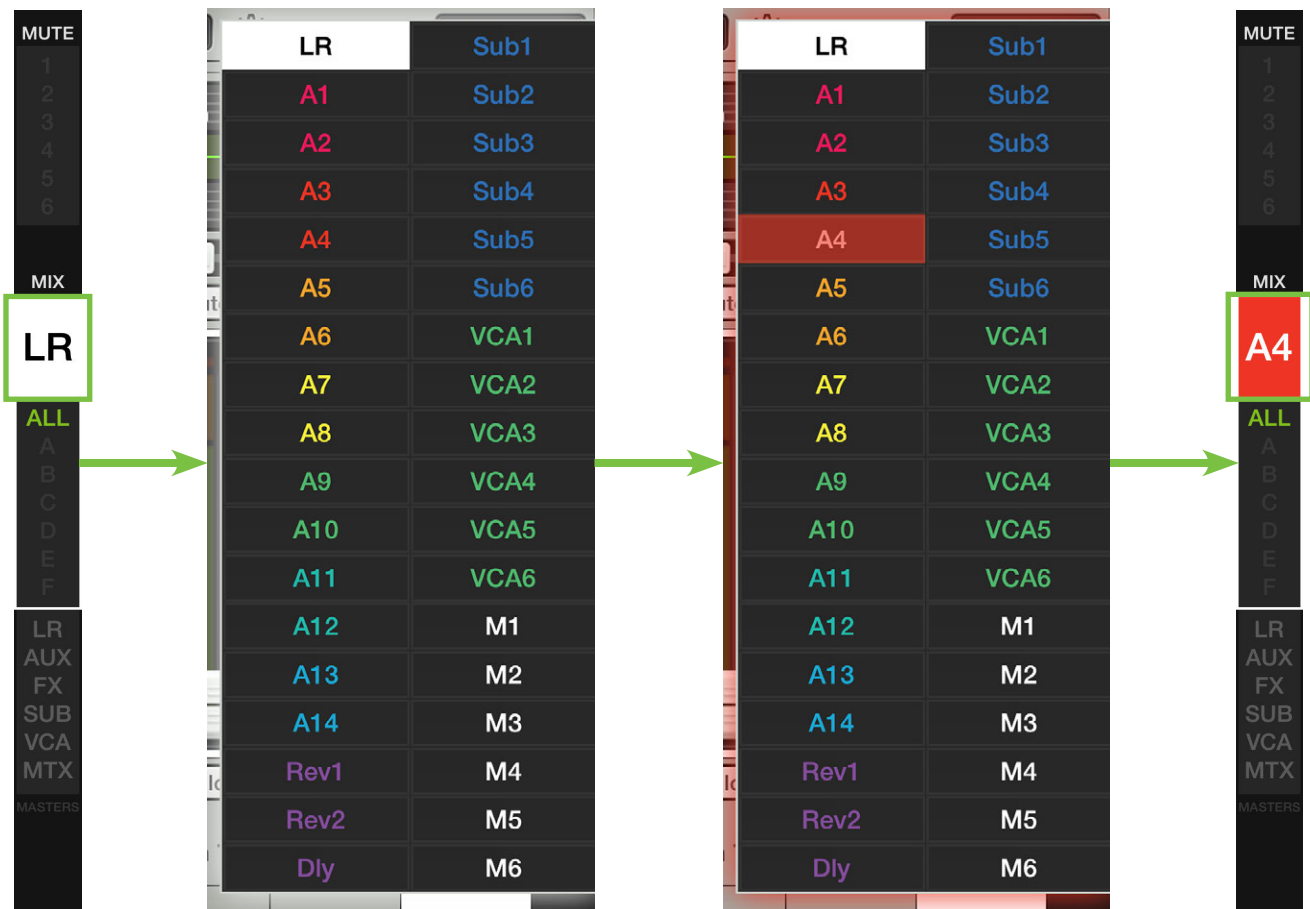 MUTE
1
2
3
4
5
6
MIX
LR
ALL
A
B
C
D
E
F
LR
AUX
FX
SUB
VCA
MTX
MASTERS
LR Sub1
A1 Sub2
A2 Sub3
A3 Sub4
A4 Sub5
A5 Sub6
A6 VCA1
A7 VCA2
A8 VCA3
A9 VCA4
A10 VCA5
A11 VCA6
A12 M1
A13 M2
A14 M3
Rev1 M4
Rev2 M5
Dly M6
LR Sub1
A1 Sub2
A2 Sub3
A3 Sub4
A4 Sub5
A5 Sub6
A6 VCA1
A7 VCA2
A8 VCA3
A9 VCA4
A10 VCA5
A11 VCA6
A12 M1
A13 M2
A14 M3
Rev1 M4
Rev2 M5
Dly M6
MUTE
1
2
3
4
5
6
MIX
A4
ALL
A
B
C
D
E
F
LR
AUX
FX
SUB
VCA
MTX
MASTERS